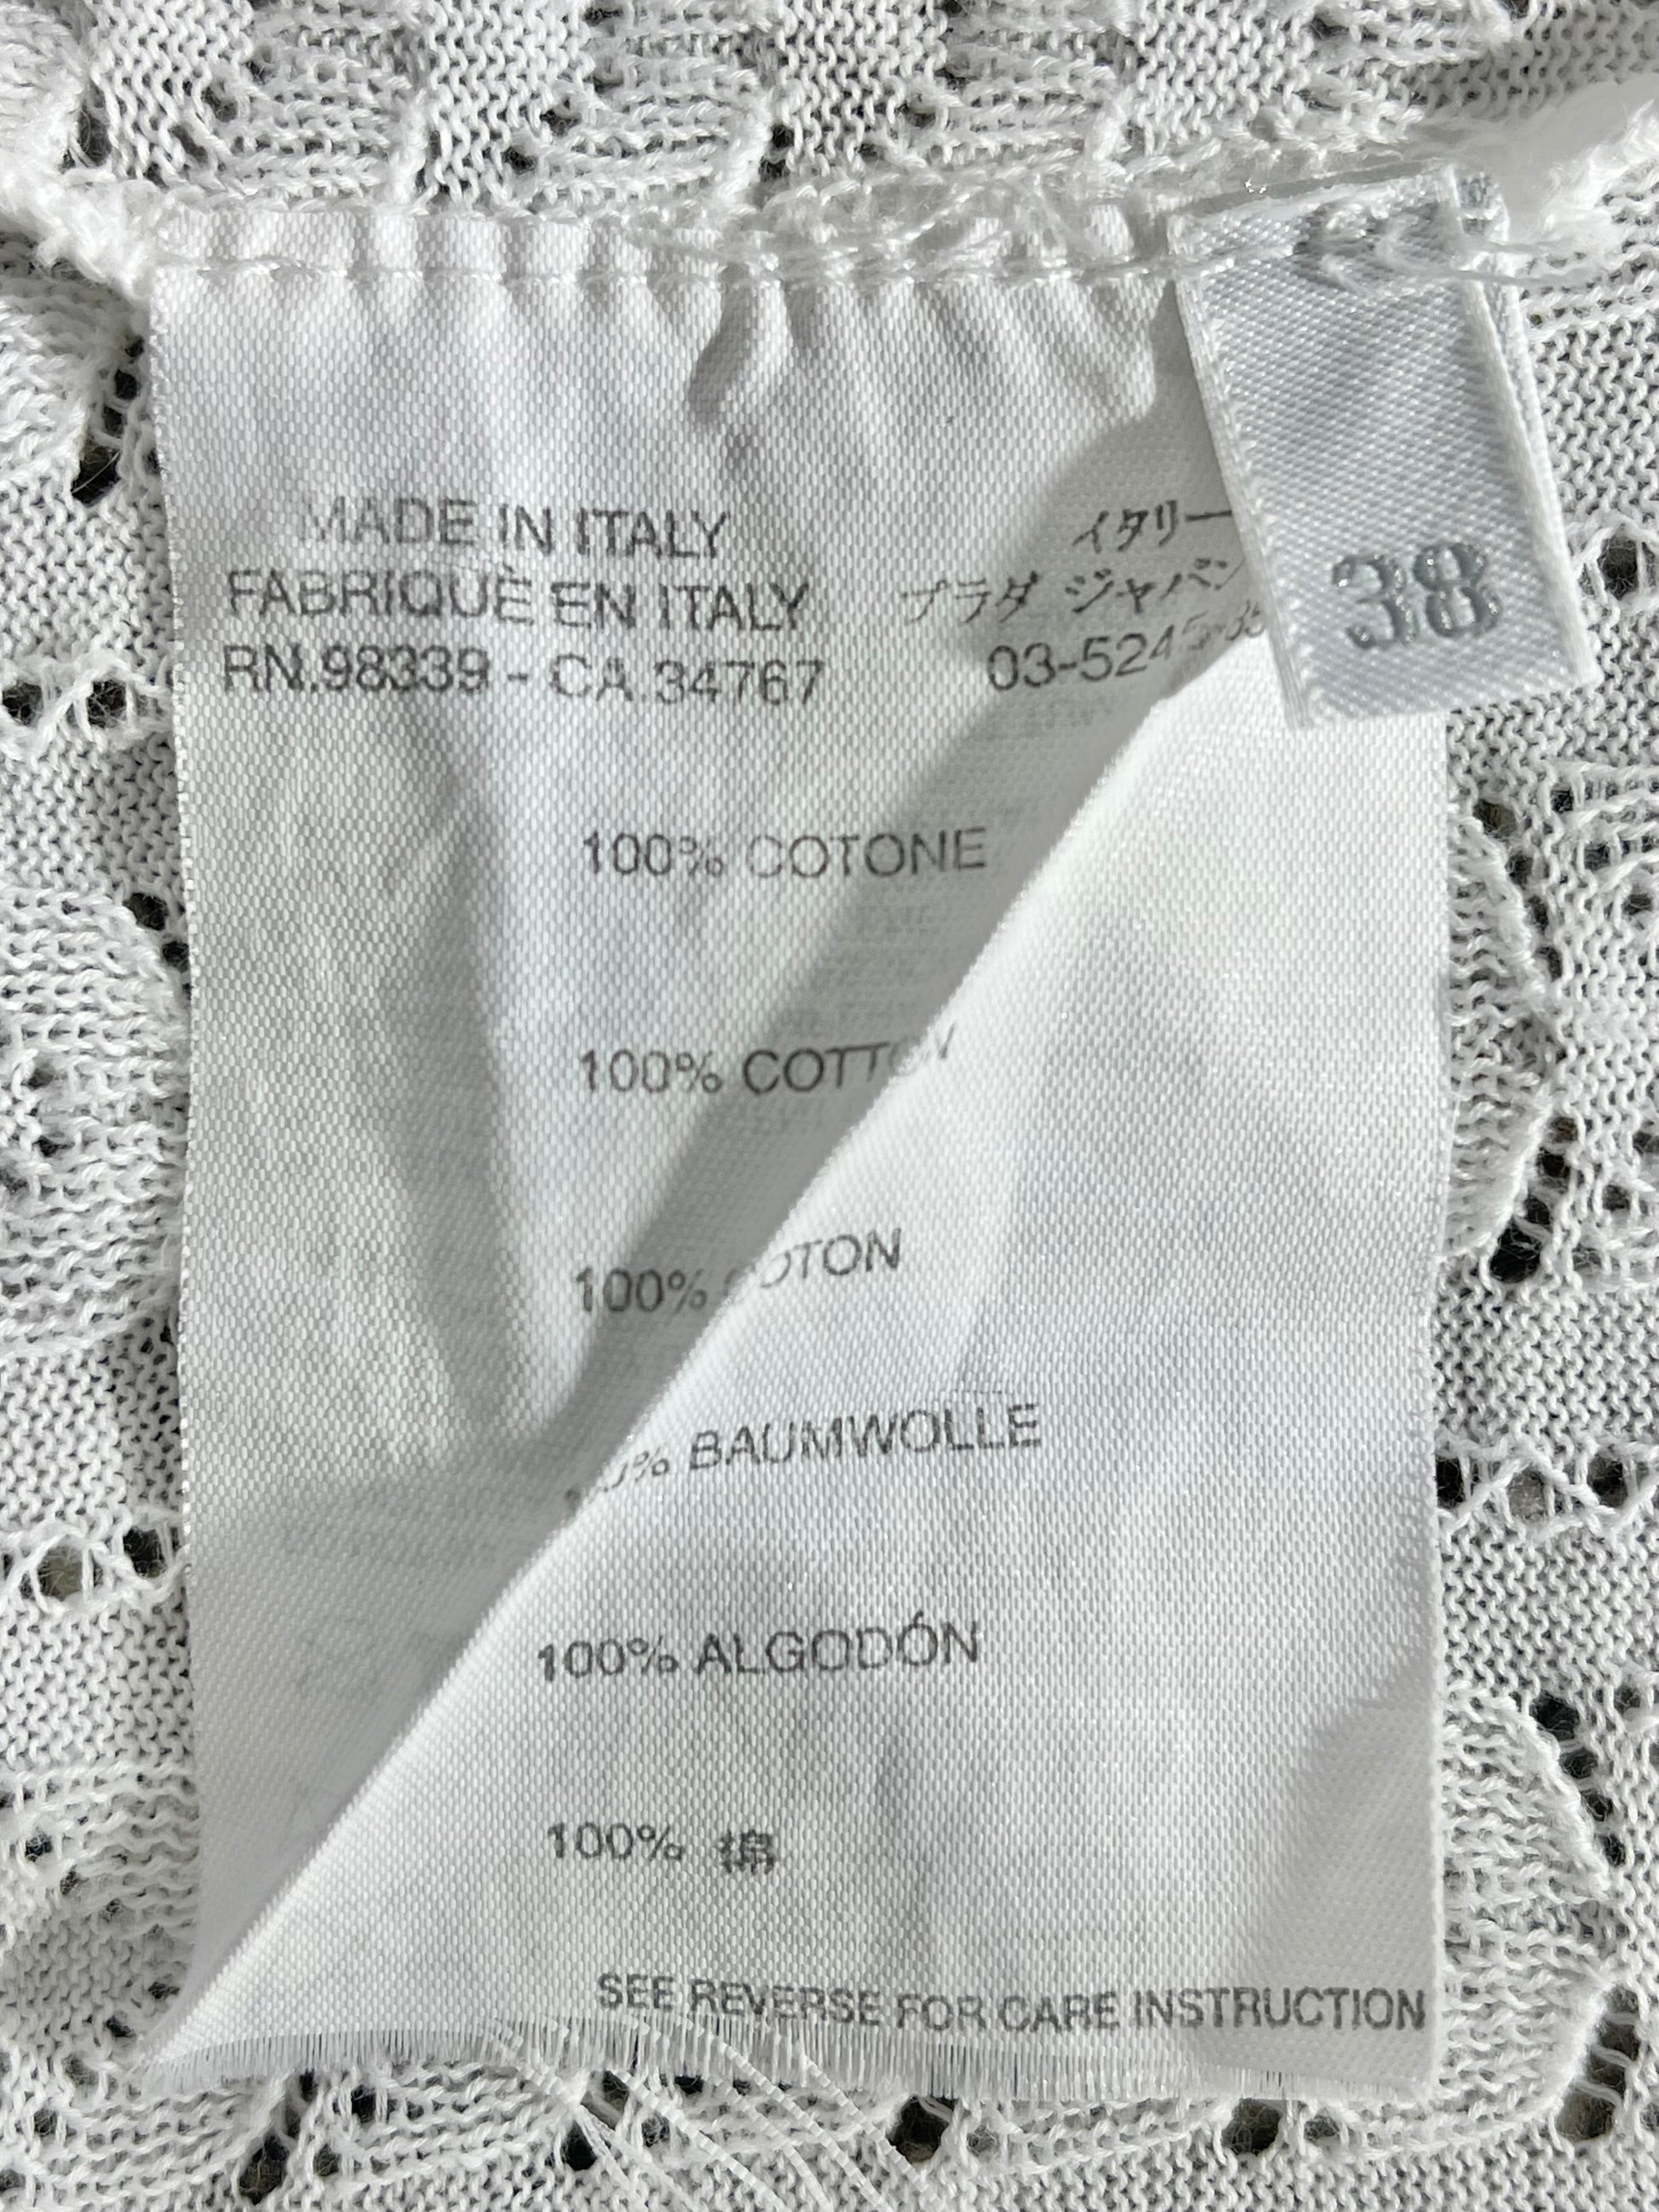 MADE IN ITALY
FABRIQUÈ EN ITALY
RN.98339 - CA.34767
イタリー
プラダ ジャパン
38
100% COTONE
100% COTTON
100% COTON
BAUMWOLLE
100% ALGODÓN
100% 綿
SEE REVERSE FOR CARE INSTRUCTION